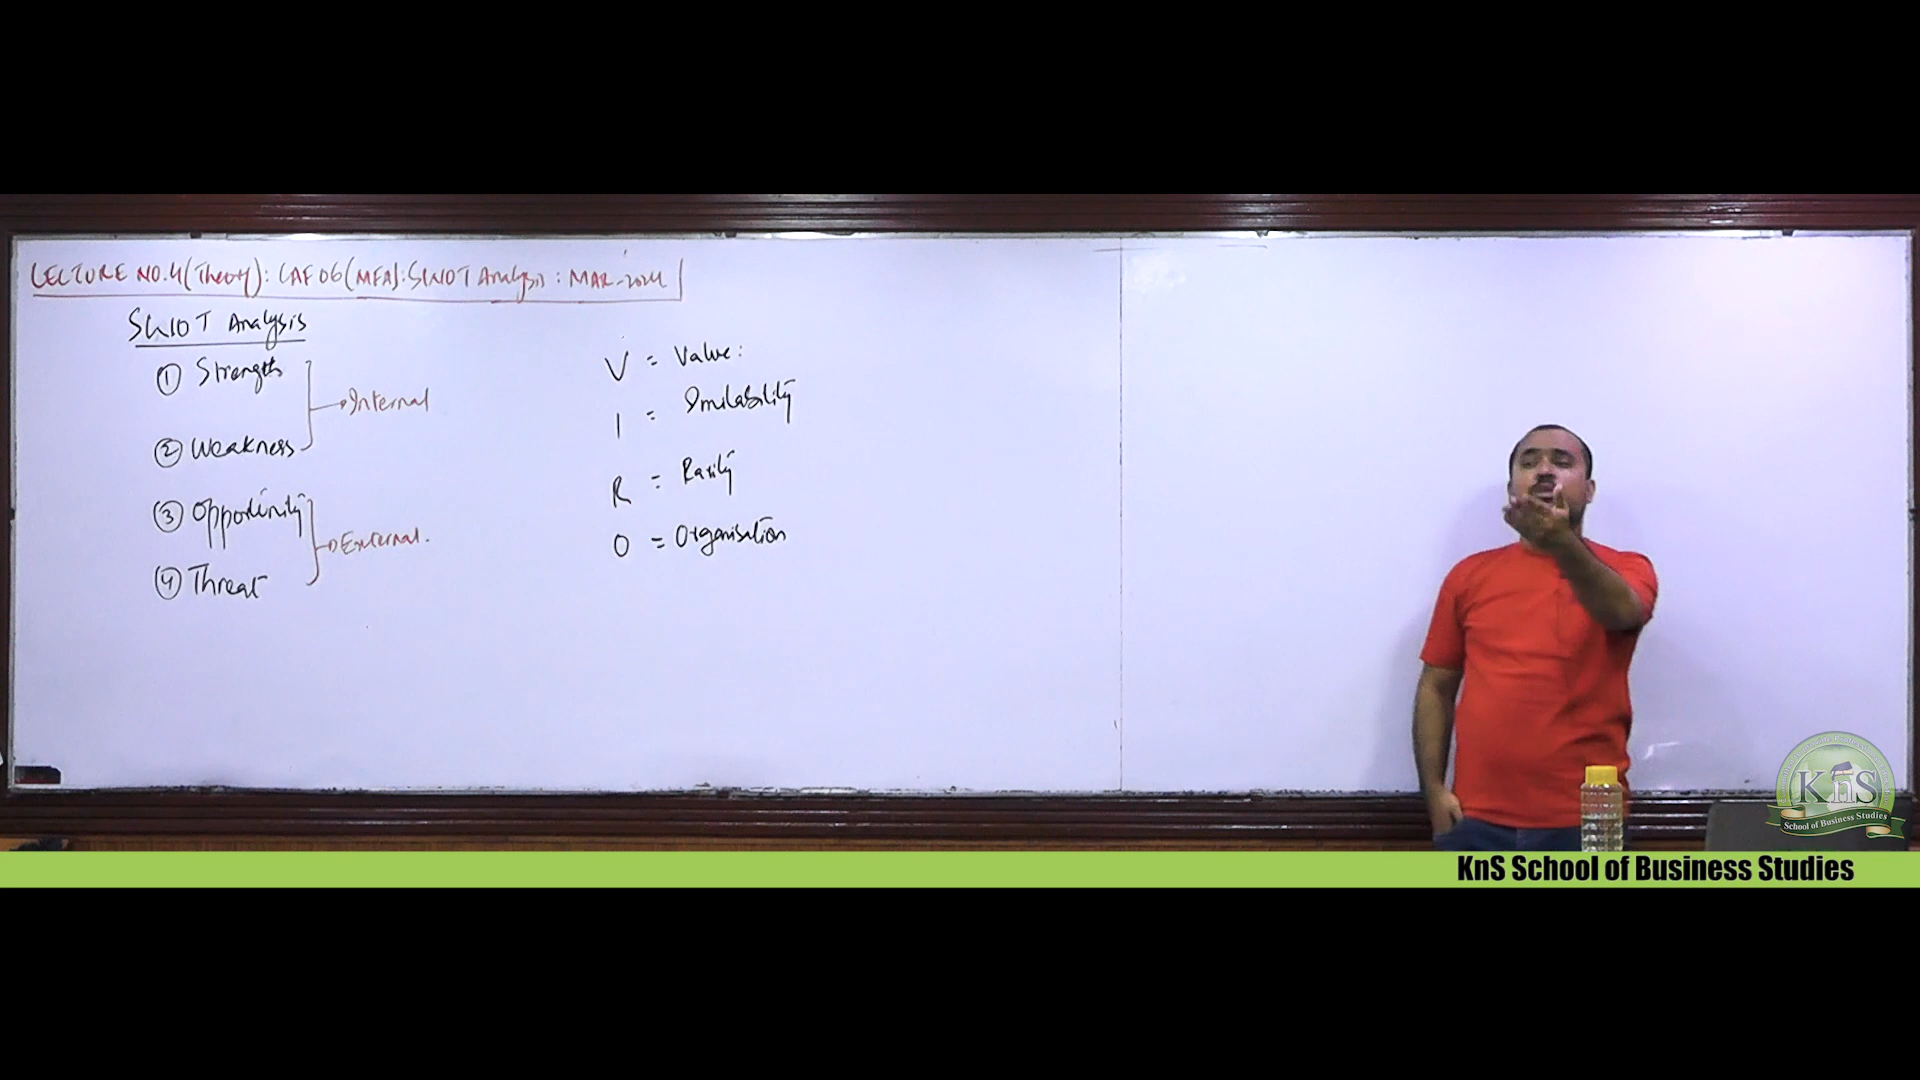 LECTURE NO.4 (Theory): CAF 06 (MFA): SWOT Analysis: MAR-2024
SWOT Analysis
① Strength
② Weakness
→ Internal
③ Opportunity
④ Threat
→ External.
V = Value:
I = Imitability
R = Rarity
O = Organisation
KnS
School of Business Studies
KnS School of Business Studies